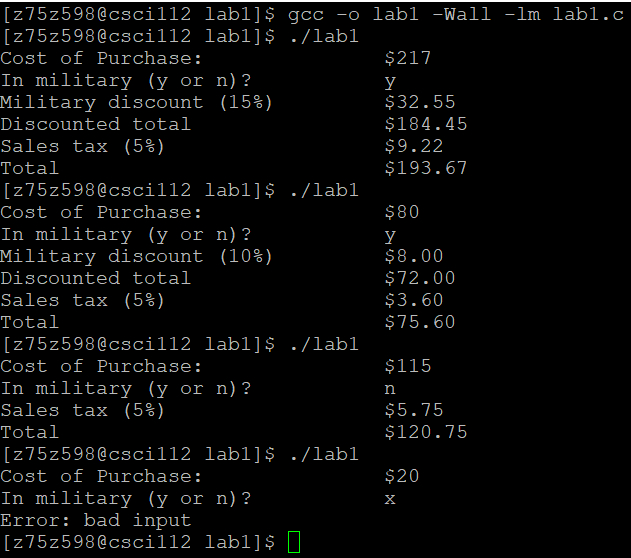 [z75z598@csci112 lab1]$ gcc -o lab1 -Wall -lm lab1.c
[z75z598@csci112 lab1]$ ./lab1
Cost of Purchase: $217
In military (y or n)? y
Military discount (15%) $32.55
Discounted total $184.45
Sales tax (5%) $9.22
Total $193.67
[z75z598@csci112 lab1]$ ./lab1
Cost of Purchase: $80
In military (y or n)? y
Military discount (10%) $8.00
Discounted total $72.00
Sales tax (5%) $3.60
Total $75.60
[z75z598@csci112 lab1]$ ./lab1
Cost of Purchase: $115
In military (y or n)? n
Sales tax (5%) $5.75
Total $120.75
[z75z598@csci112 lab1]$ ./lab1
Cost of Purchase: $20
In military (y or n)? x
Error: bad input
[z75z598@csci112 lab1]$